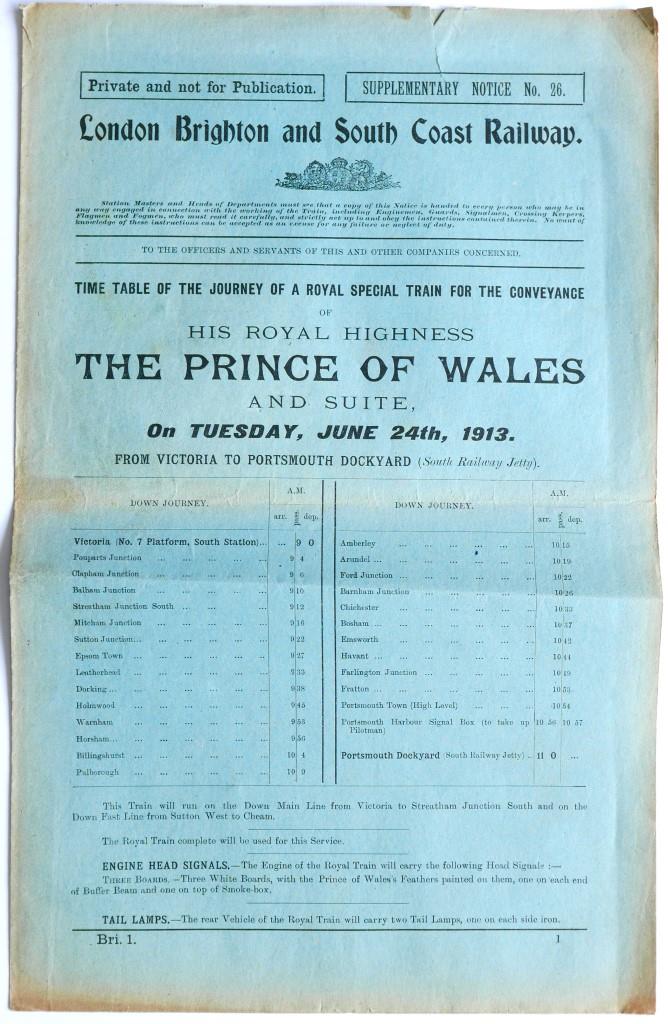 Private and not for Publication.
SUPPLEMENTARY NOTICE No. 26.
London Brighton and South Coast Railway.
Station Masters and Heads of Departments must see that a copy of this Notice is handed to every person who may be in
any way engaged in connection with the working of the Train, including Enginemen, Guards, Signalmen, Crossing Keepers,
Flagmen and Fogmen, who must read it carefully, and strictly act up to and obey the instructions contained therein. No want of
knowledge of these instructions can be accepted as an excuse for any failure or neglect of duty.
TO THE OFFICERS AND SERVANTS OF THIS AND OTHER COMPANIES CONCERNED.
TIME TABLE OF THE JOURNEY OF A ROYAL SPECIAL TRAIN FOR THE CONVEYANCE
OF
HIS ROYAL HIGHNESS
THE PRINCE OF WALES
AND SUITE,
On TUESDAY, JUNE 24th, 1913.
FROM VICTORIA TO PORTSMOUTH DOCKYARD (South Railway Jetty).
DOWN JOURNEY. A.M.
arr. pass dep.
Victoria (No. 7 Platform, South Station)... ... 9 0
Pouparts Junction ... ... ... ... 9 4
Clapham Junction ... ... ... ... 9 6
Balham Junction ... ... ... ... 9 10
Streatham Junction South ... ... ... 9 12
Mitcham Junction ... ... ... ... 9 16
Sutton Junction... ... ... ... ... 9 22
Epsom Town ... ... ... ... ... 9 27
Leatherhead ... ... ... ... ... 9 33
Dorking ... ... ... ... ... ... 9 38
Holmwood ... ... ... ... ... 9 45
Warnham ... ... ... ... ... 9 53
Horsham... ... ... ... ... ... 9 56
Billingshurst ... ... ... ... ... 10 4
Pulborough ... ... ... ... ... 10 9
DOWN JOURNEY. A.M.
arr. pass dep.
Amberley ... ... ... ... ... ... 10 15
Arundel ... ... ... ... ... ... 10 19
Ford Junction ... ... ... ... ... 10 22
Barnham Junction ... ... ... ... 10 26
Chichester ... ... ... ... ... 10 33
Bosham ... ... ... ... ... ... 10 37
Emsworth ... ... ... ... ... 10 42
Havant ... ... ... ... ... ... 10 44
Farlington Junction ... ... ... ... 10 49
Fratton ... ... ... ... ... ... 10 53
Portsmouth Town (High Level) ... ... ... 10 54
Portsmouth Harbour Signal Box (to take up 10 56 10 57
Pilotman)
Portsmouth Dockyard (South Railway Jetty) .. 11 0 ...
This Train will run on the Down Main Line from Victoria to Streatham Junction South and on the
Down Fast Line from Sutton West to Cheam.
The Royal Train complete will be used for this Service.
ENGINE HEAD SIGNALS.—The Engine of the Royal Train will carry the following Head Signals :—
THREE BOARDS.—Three White Boards, with the Prince of Wales's Feathers painted on them, one on each end
of Buffer Beam and one on top of Smoke-box.
TAIL LAMPS.—The rear Vehicle of the Royal Train will carry two Tail Lamps, one on each side iron.
Bri. 1. 1